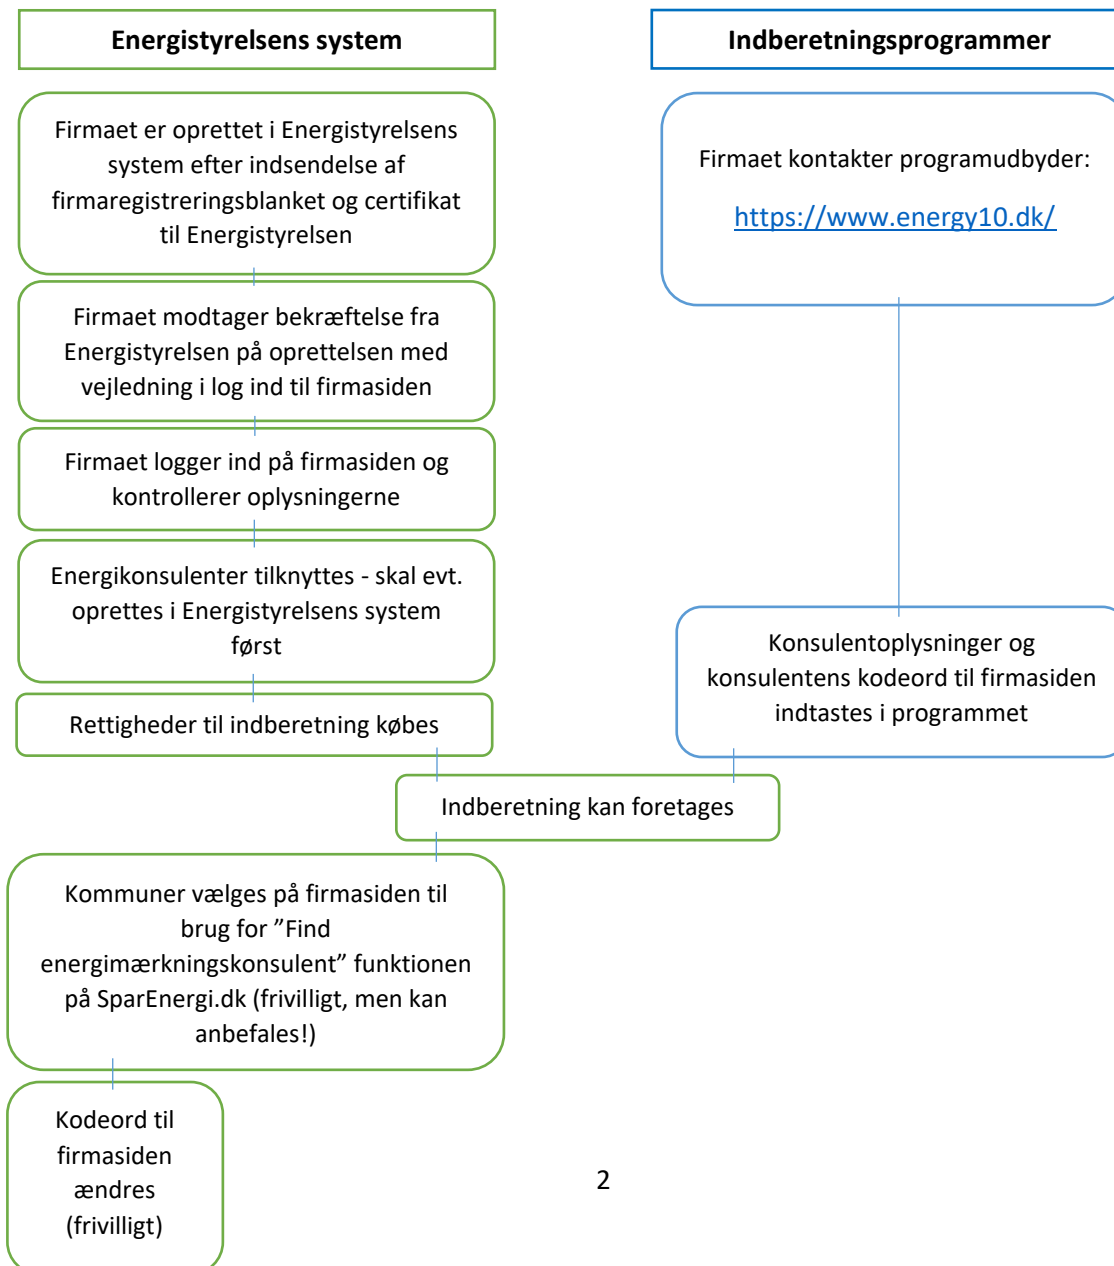 Energistyrelsens system
Indberetningsprogrammer
Firmaet er oprettet i Energistyrelsens
system efter indsendelse af
firmaregistreringsblanket og certifikat
til Energistyrelsen
Firmaet kontakter programudbyder:
https://www.energy10.dk/
Firmaet modtager bekræftelse fra
Energistyrelsen på oprettelsen med
vejledning i log ind til firmasiden
Firmaet logger ind på firmasiden og
kontrollerer oplysningerne
Energikonsulenter tilknyttes - skal evt.
oprettes i Energistyrelsens system
først
Konsulentoplysninger og
konsulentens kodeord til firmasiden
indtastes i programmet
Rettigheder til indberetning købes
Indberetning kan foretages
Kommuner vælges på firmasiden til
brug for ”Find
energimærkningskonsulent” funktionen
på SparEnergi.dk (frivilligt, men kan
anbefales!)
Kodeord til
firmasiden
ændres
(frivilligt)
2